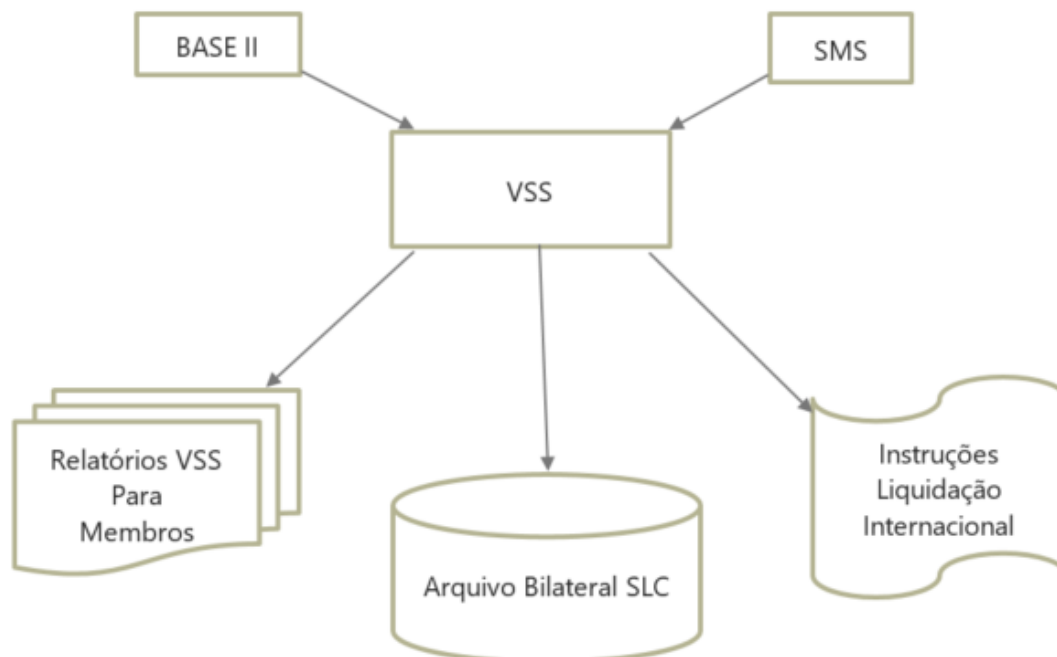 BASE II
SMS
VSS
Relatórios VSS
Para
Membros
Arquivo Bilateral SLC
Instruções
Liquidação
Internacional